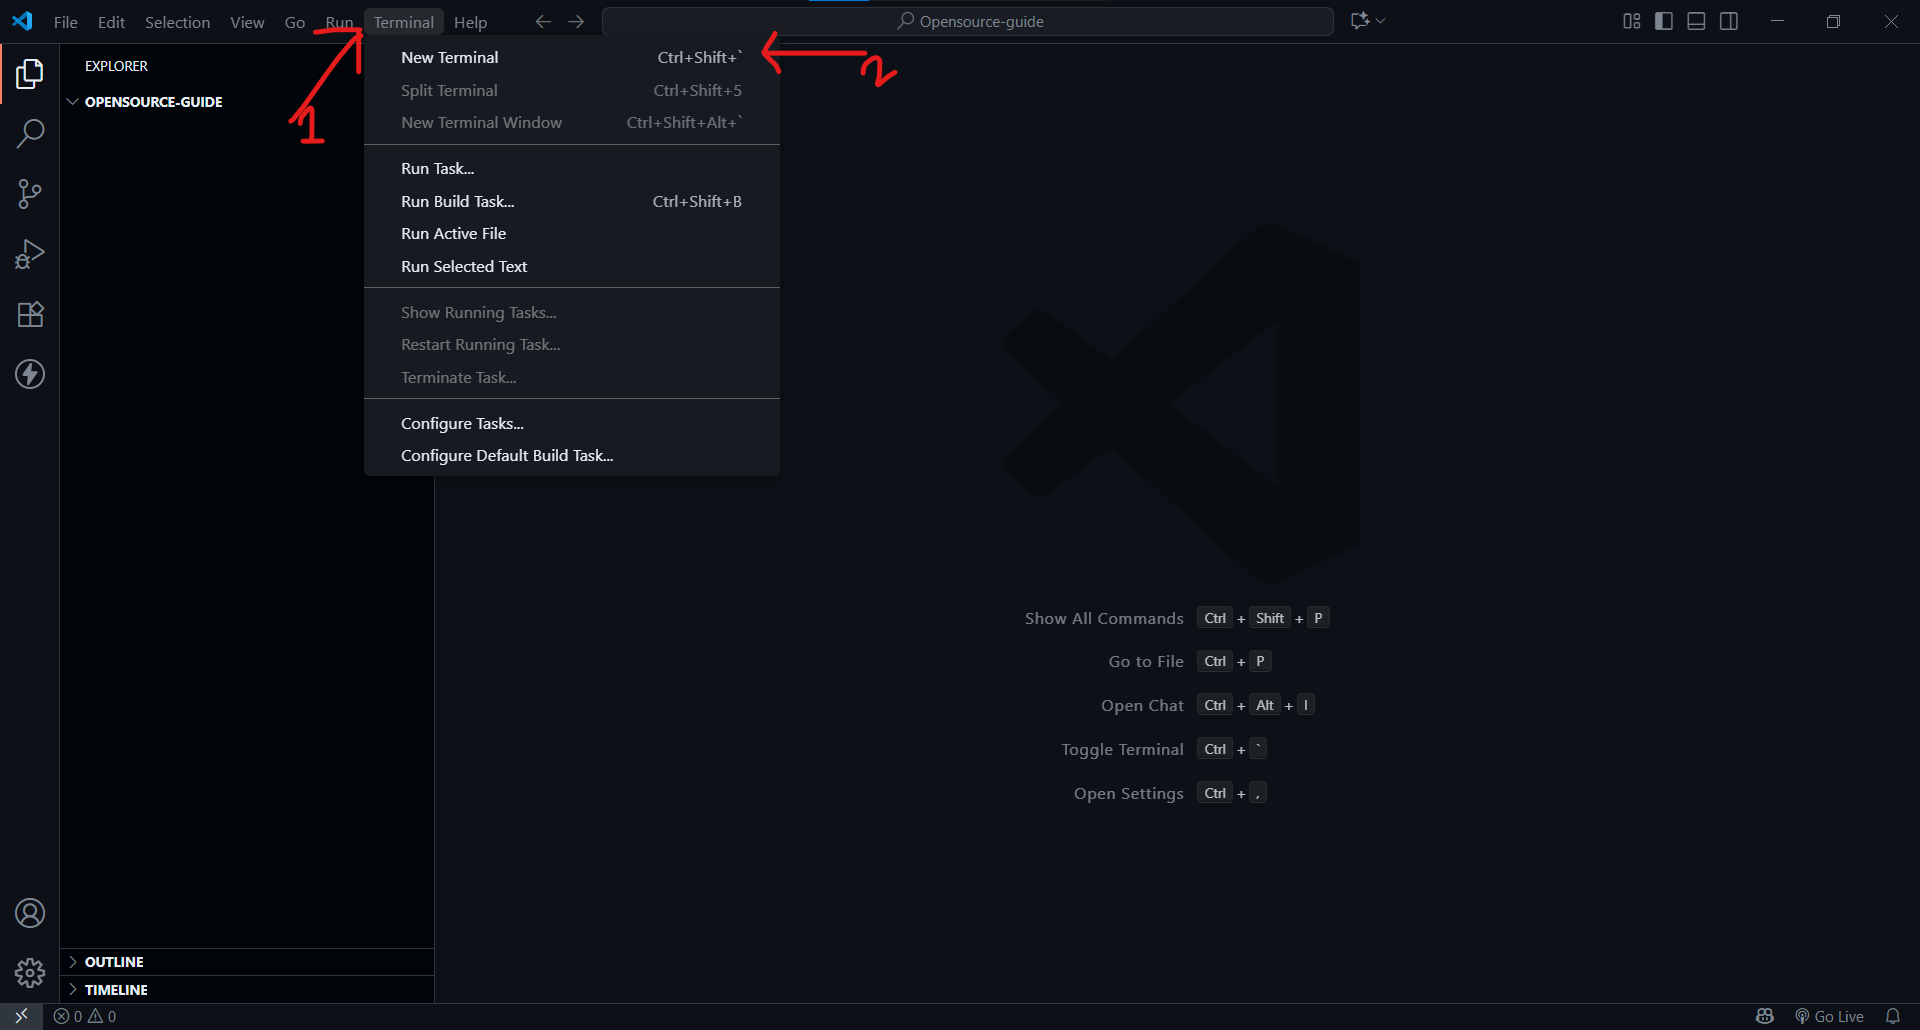 File Edit Selection View Go Run Terminal Help Opensource-guide
EXPLORER
OPENSOURCE-GUIDE
1
2
New Terminal Ctrl+Shift+`
Split Terminal Ctrl+Shift+5
New Terminal Window Ctrl+Shift+Alt+`
Run Task...
Run Build Task... Ctrl+Shift+B
Run Active File
Run Selected Text
Show Running Tasks...
Restart Running Task...
Terminate Task...
Configure Tasks...
Configure Default Build Task...
Show All Commands Ctrl + Shift + P
Go to File Ctrl + P
Open Chat Ctrl + Alt + I
Toggle Terminal Ctrl + `
Open Settings Ctrl + ,
OUTLINE
TIMELINE
0 0 Go Live